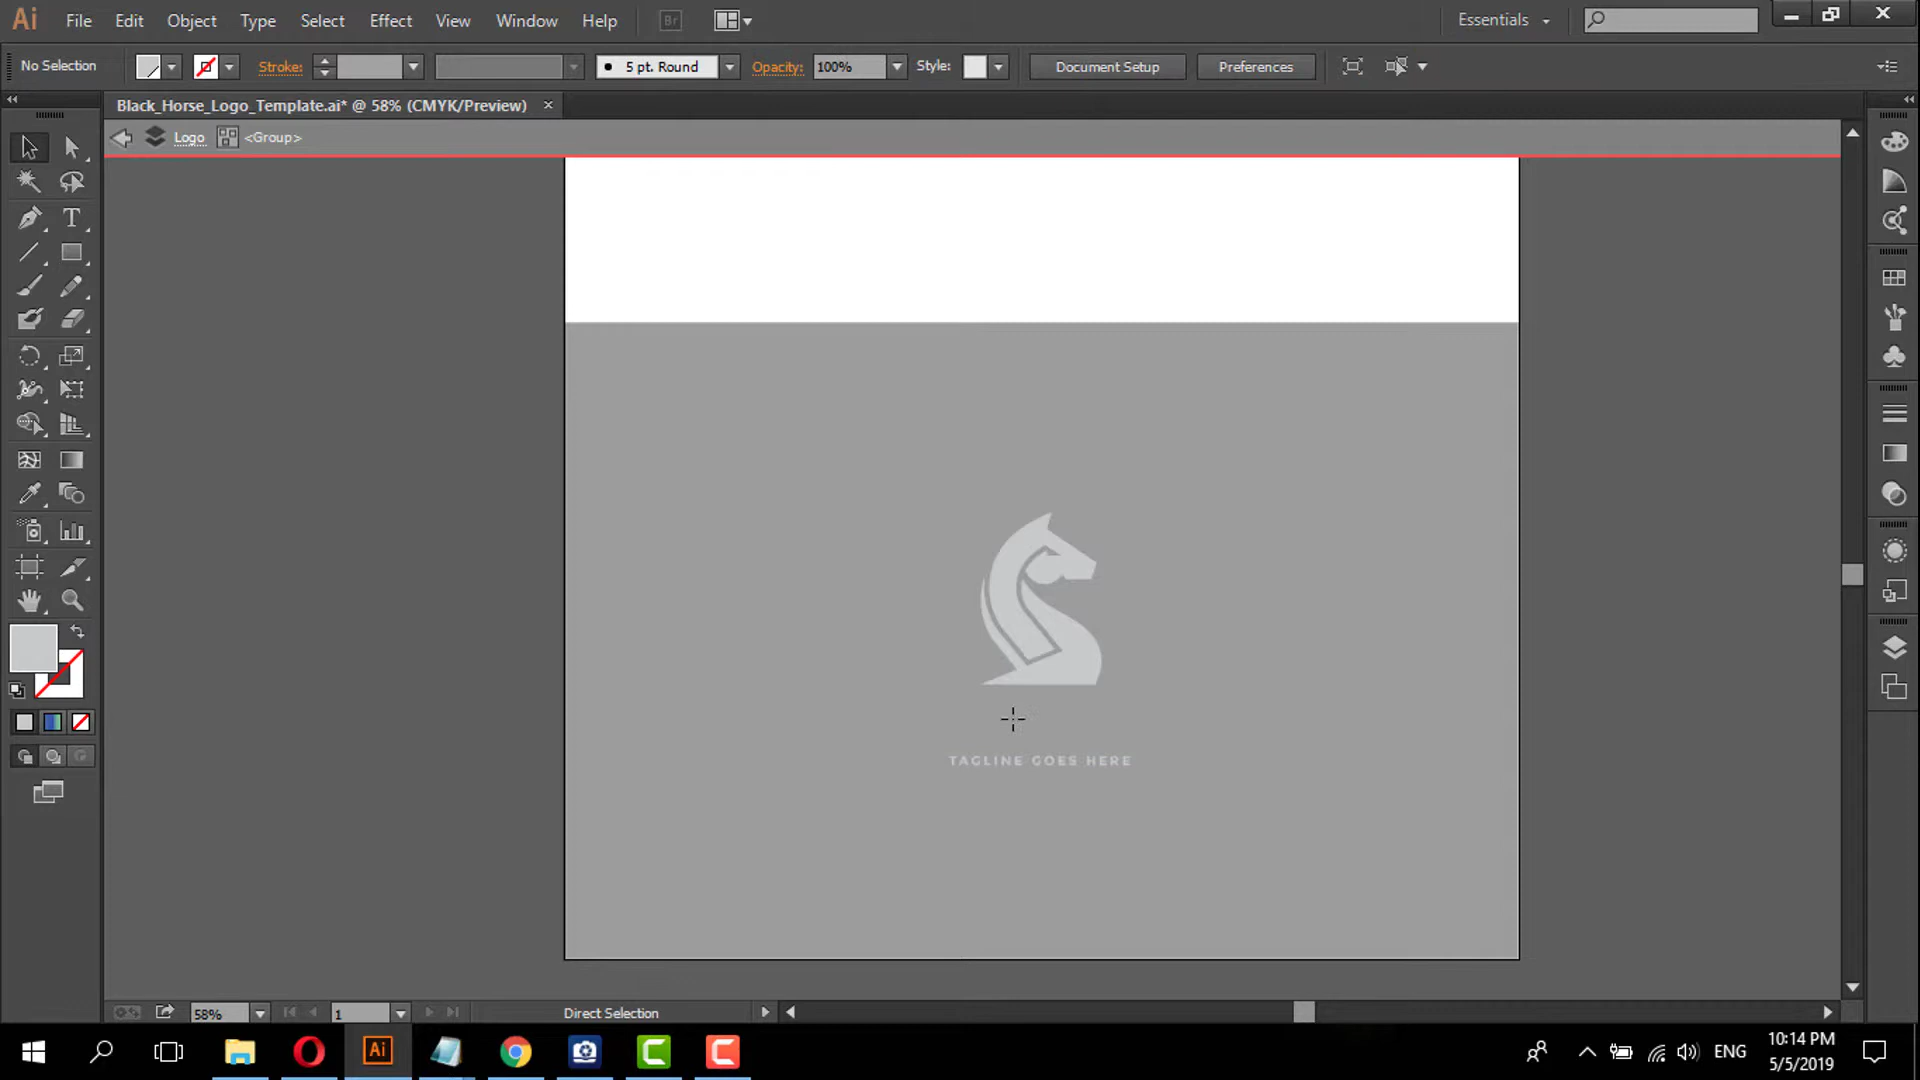 Ai File Edit Object Type Select Effect View Window Help Br Essentials
No Selection Stroke: 5 pt. Round Opacity: 100% Style: Document Setup Preferences
Black_Horse_Logo_Template.ai* @ 58% (CMYK/Preview) ×
Logo <Group>
T
TAGLINE GOES HERE
58% 1 Direct Selection
Ai ENG 10:14 PM
5/5/2019